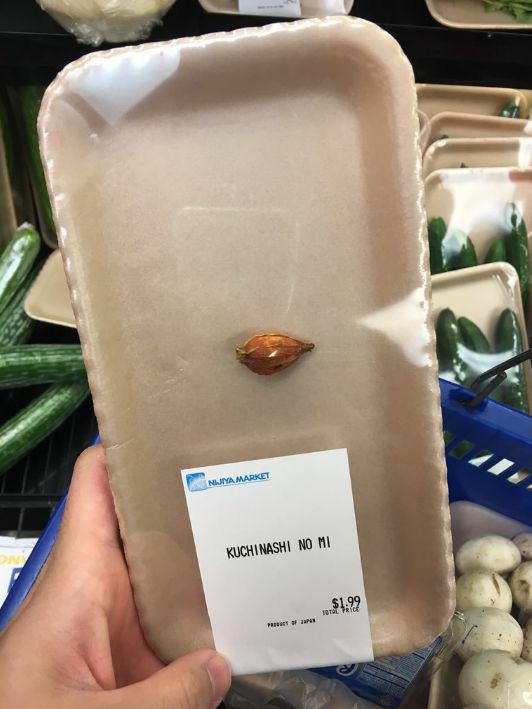 NIJIYA MARKET
KUCHINASHI NO MI
$1.99
TOTAL PRICE
PRODUCT OF JAPAN